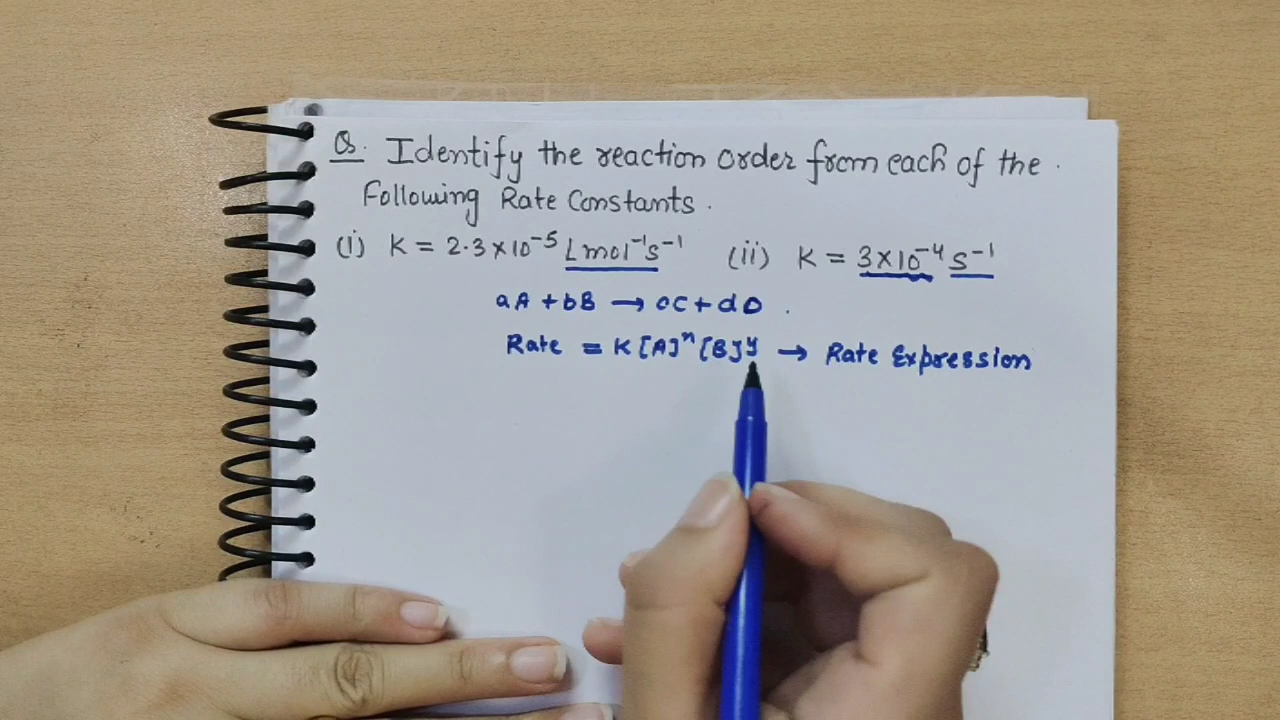 Q. Identify the reaction order from each of the
Following Rate Constants.
(i) K = 2.3×10⁻⁵ L mol⁻¹s⁻¹ (ii) K = 3×10⁻⁴ s⁻¹
aA + bB → cC + dD.
Rate = K[A]ˣ[B]ʸ → Rate Expression